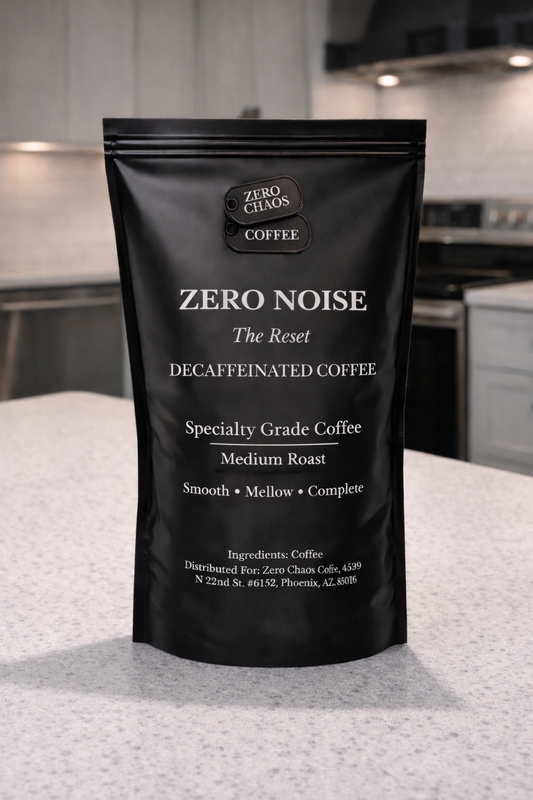 ZERO
CHAOS
COFFEE
ZERO NOISE
The Reset
DECAFFEINATED COFFEE
Specialty Grade Coffee
Medium Roast
Smooth • Mellow • Complete
Ingredients: Coffee
Distributed For: Zero Chaos Coffe, 4599
N 22nd St. #6152, Phoenix, AZ. 85016